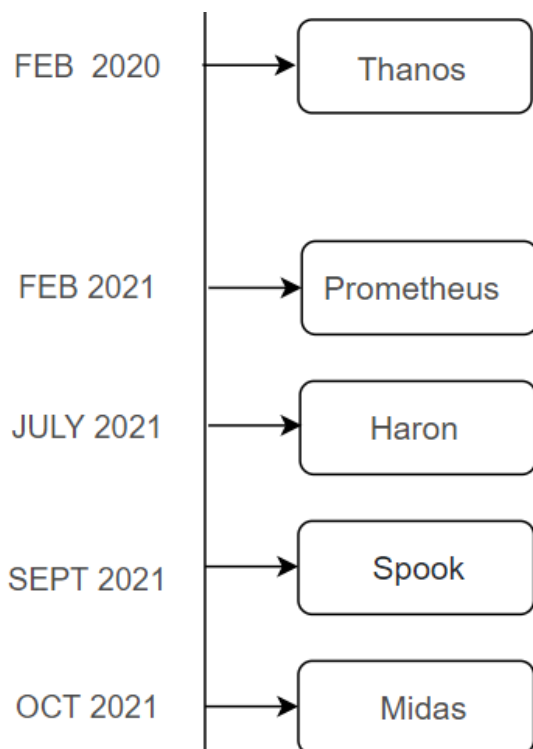 FEB 2020
Thanos
FEB 2021
Prometheus
JULY 2021
Haron
SEPT 2021
Spook
OCT 2021
Midas